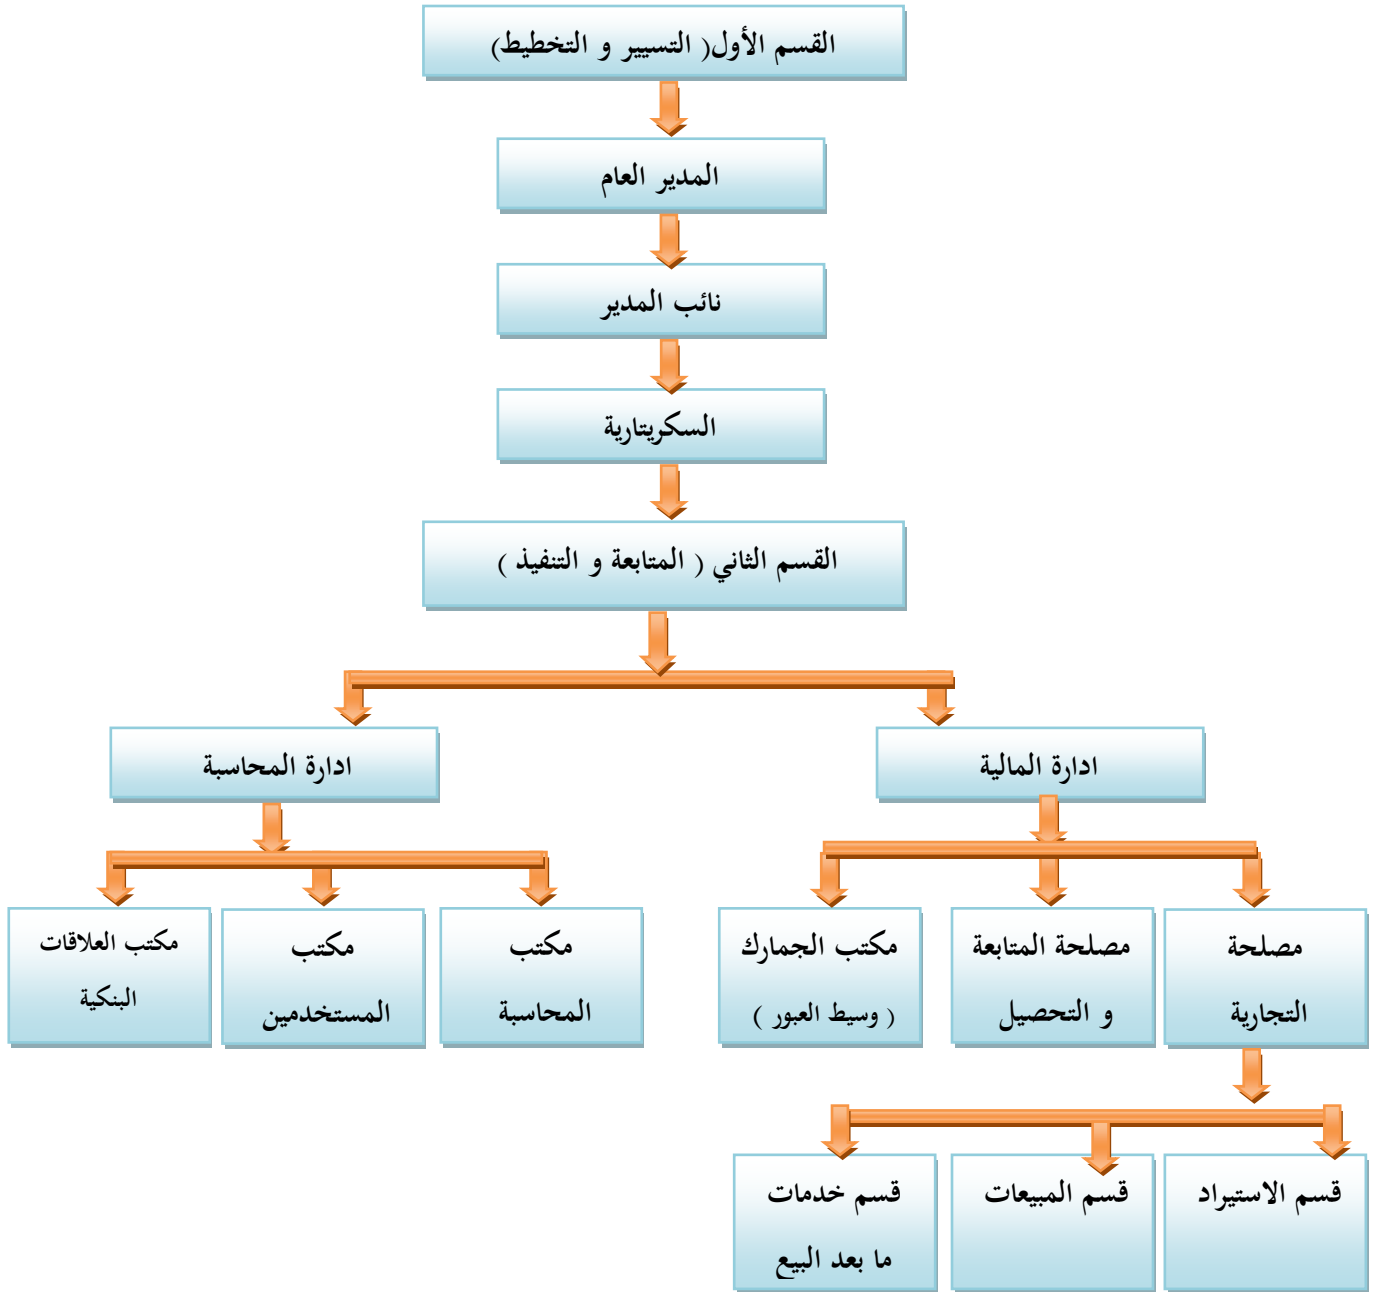 القسم الأول( التسيير و التخطيط)
المدير العام
نائب المدير
السكريتارية
القسم الثاني ( المتابعة و التنفيذ )
ادارة المالية
ادارة المحاسبة
مصلحة
التجارية
مصلحة المتابعة
و التحصيل
مكتب الجمارك
( وسيط العبور )
مكتب
المحاسبة
مكتب
المستخدمين
مكتب العلاقات
البنكية
قسم الاستيراد
قسم المبيعات
قسم خدمات
ما بعد البيع